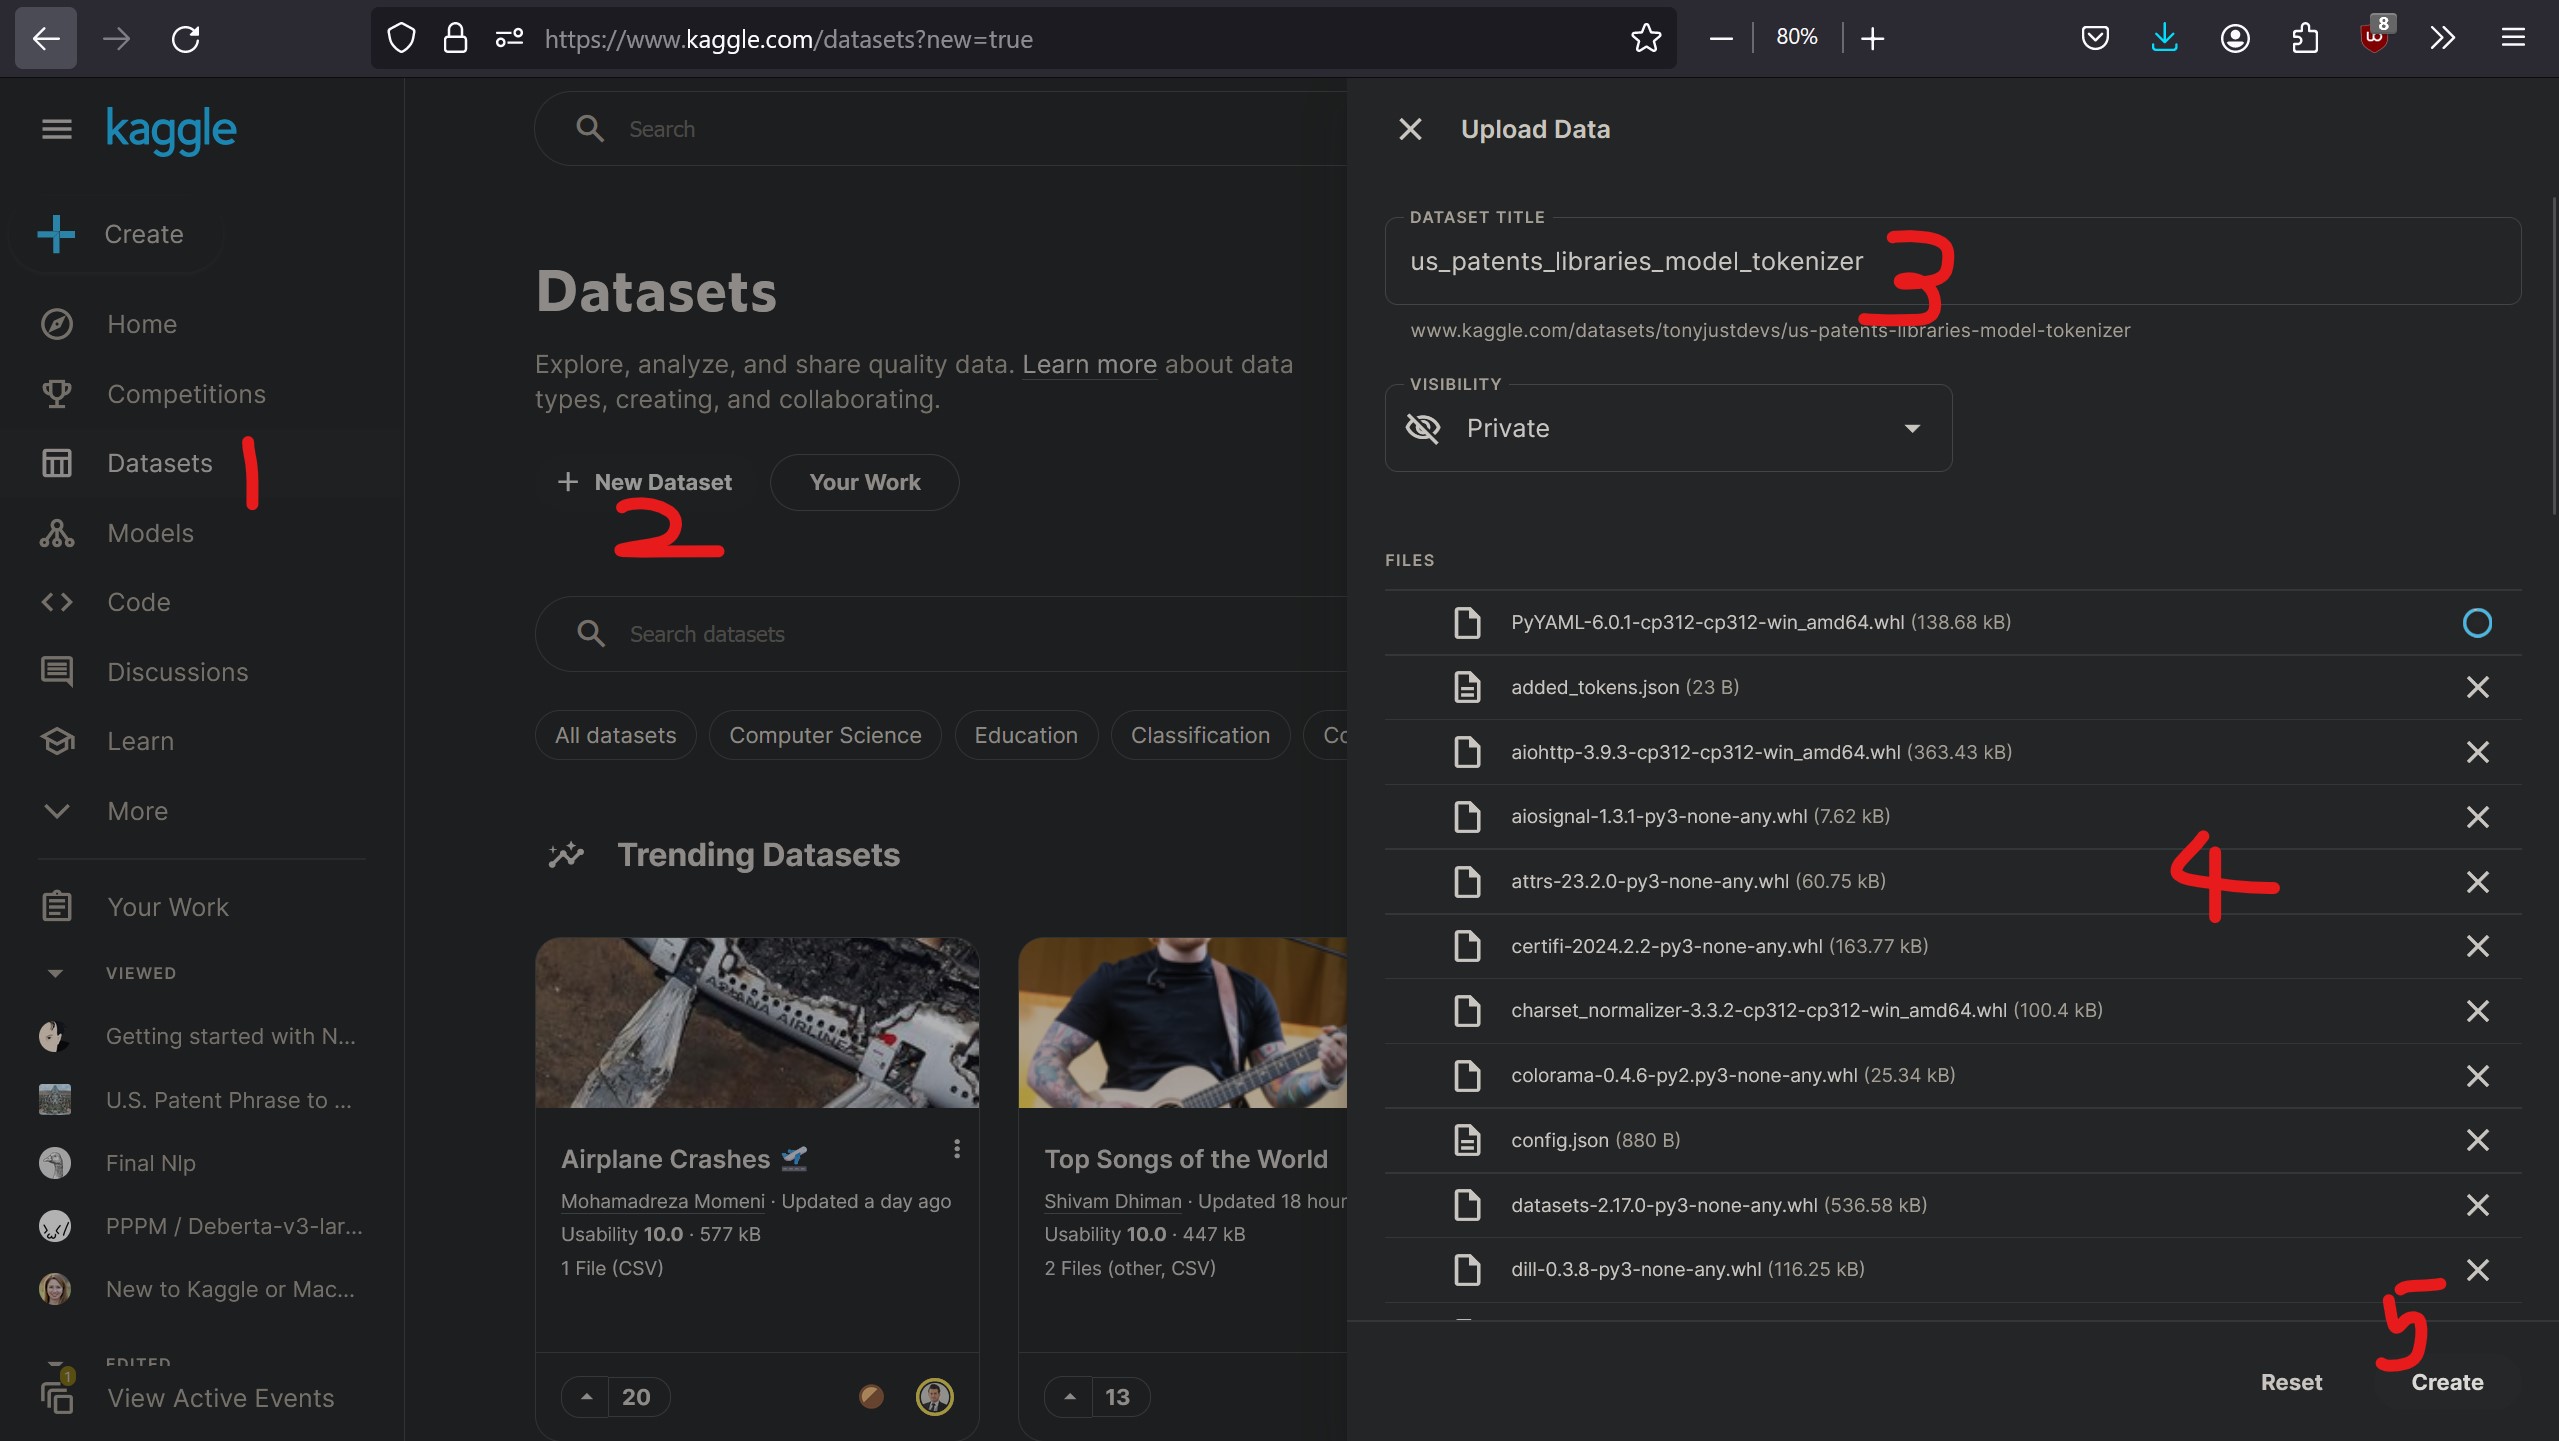 https://www.kaggle.com/datasets?new=true
80%
8
kaggle
Create
Home
Competitions
Datasets
1
Models
Code
Discussions
Learn
More
Your Work
VIEWED
Getting started with N...
U.S. Patent Phrase to ...
Final Nlp
PPPM / Deberta-v3-lar...
New to Kaggle or Mac...
EDITED
1
View Active Events
Search
Datasets
Explore, analyze, and share quality data. Learn more about data
types, creating, and collaborating.
New Dataset
Your Work
2
Search datasets
All datasets
Computer Science
Education
Classification
Trending Datasets
Airplane Crashes
Mohamadreza Momeni · Updated a day ago
Usability 10.0 · 577 kB
1 File (CSV)
20
Top Songs of the World
Shivam Dhiman · Updated 18 hour
Usability 10.0 · 447 kB
2 Files (other, CSV)
13
Upload Data
DATASET TITLE
us_patents_libraries_model_tokenizer
3
www.kaggle.com/datasets/tonyjustdevs/us-patents-libraries-model-tokenizer
VISIBILITY
Private
FILES
PyYAML-6.0.1-cp312-cp312-win_amd64.whl (138.68 kB)
added_tokens.json (23 B)
aiohttp-3.9.3-cp312-cp312-win_amd64.whl (363.43 kB)
aiosignal-1.3.1-py3-none-any.whl (7.62 kB)
attrs-23.2.0-py3-none-any.whl (60.75 kB)
4
certifi-2024.2.2-py3-none-any.whl (163.77 kB)
charset_normalizer-3.3.2-cp312-cp312-win_amd64.whl (100.4 kB)
colorama-0.4.6-py2.py3-none-any.whl (25.34 kB)
config.json (880 B)
datasets-2.17.0-py3-none-any.whl (536.58 kB)
dill-0.3.8-py3-none-any.whl (116.25 kB)
5
Reset
Create